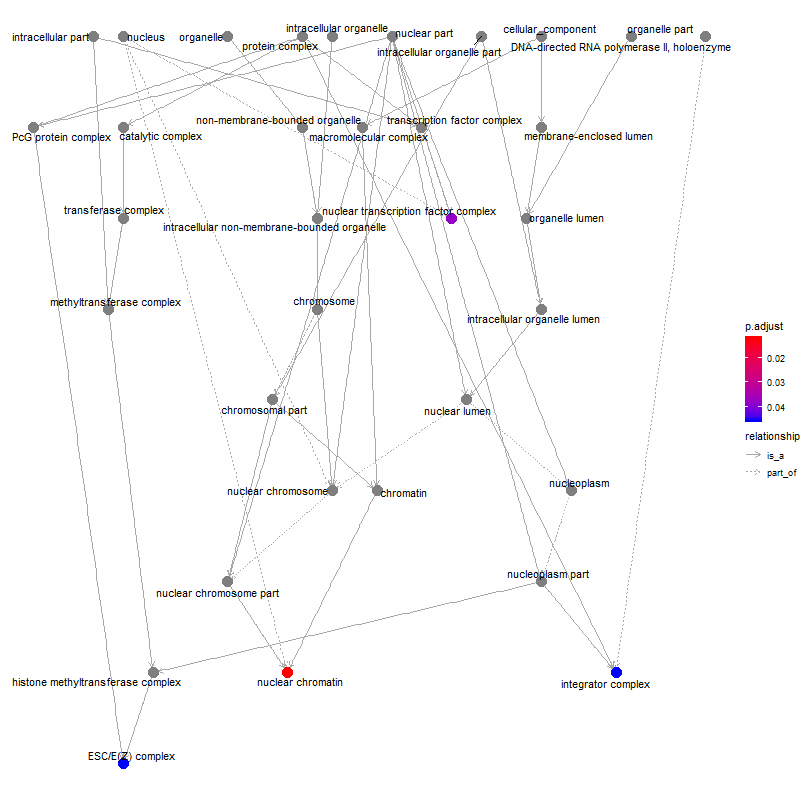 intracellular part
nucleus
organelle
intracellular organelle
protein complex
nuclear part
intracellular organelle part
cellular_component
DNA-directed RNA polymerase II, holoenzyme
organelle part
PcG protein complex
catalytic complex
non-membrane-bounded organelle
macromolecular complex
transcription factor complex
membrane-enclosed lumen
transferase complex
intracellular non-membrane-bounded organelle
nuclear transcription factor complex
organelle lumen
methyltransferase complex
chromosome
intracellular organelle lumen
p.adjust
0.02
0.03
0.04
relationship
is_a
part_of
chromosomal part
nuclear lumen
nuclear chromosome
chromatin
nucleoplasm
nuclear chromosome part
nucleoplasm part
histone methyltransferase complex
nuclear chromatin
integrator complex
ESC/E(Z) complex